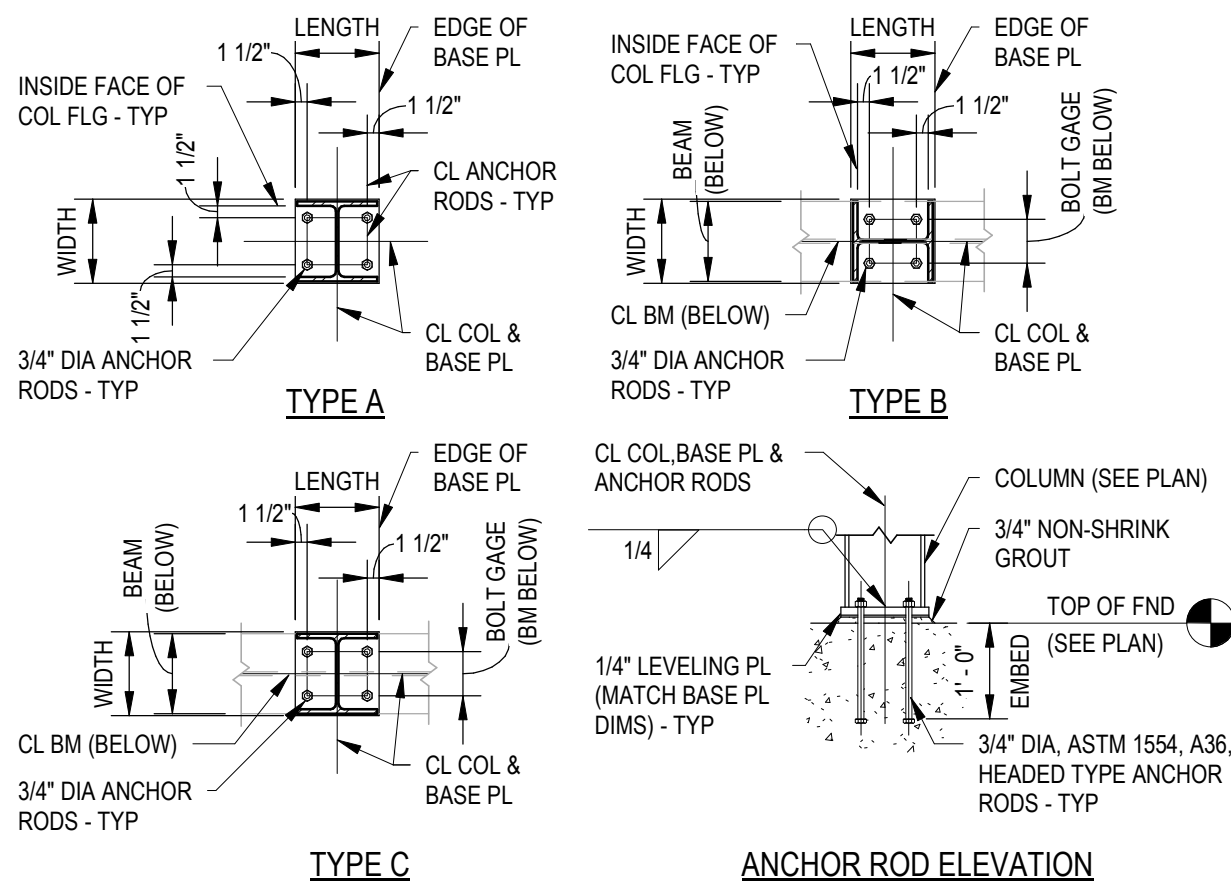 LENGTH
EDGE OF
BASE PL
1 1/2"
INSIDE FACE OF
COL FLG - TYP
1 1/2"
1 1/2"
CL ANCHOR
RODS - TYP
WIDTH
1 1/2"
3/4" DIA ANCHOR
RODS - TYP
CL COL &
BASE PL
TYPE A
LENGTH
EDGE OF
BASE PL
INSIDE FACE OF
COL FLG - TYP
1 1/2"
1 1/2"
BEAM
(BELOW)
BOLT GAGE
(BM BELOW)
WIDTH
CL BM (BELOW)
3/4" DIA ANCHOR
RODS - TYP
CL COL &
BASE PL
TYPE B
LENGTH
EDGE OF
BASE PL
1 1/2"
1 1/2"
BEAM
(BELOW)
BOLT GAGE
(BM BELOW)
WIDTH
CL BM (BELOW)
3/4" DIA ANCHOR
RODS - TYP
CL COL &
BASE PL
TYPE C
CL COL,BASE PL &
ANCHOR RODS
COLUMN (SEE PLAN)
1/4
3/4" NON-SHRINK
GROUT
TOP OF FND
(SEE PLAN)
1/4" LEVELING PL
(MATCH BASE PL
DIMS) - TYP
1' - 0"
EMBED
3/4" DIA, ASTM 1554, A36,
HEADED TYPE ANCHOR
RODS - TYP
ANCHOR ROD ELEVATION